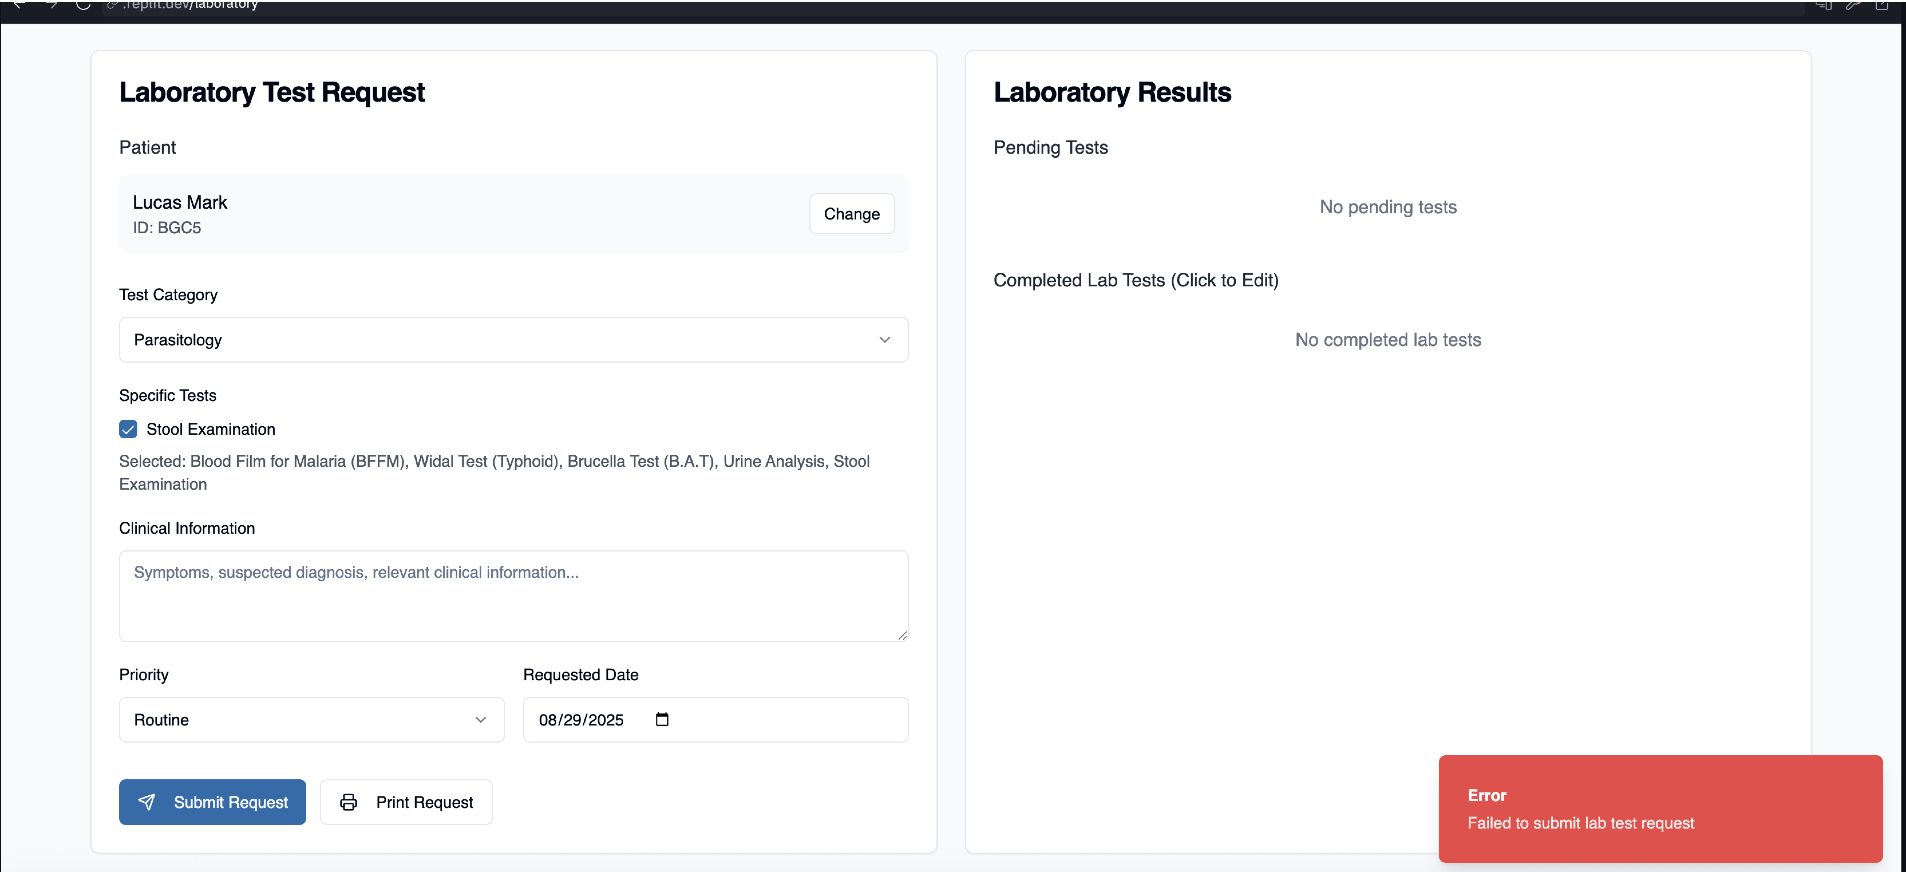 .replit.dev/laboratory
Laboratory Test Request
Patient
Lucas Mark
ID: BGC5
Change
Test Category
Parasitology
Specific Tests
Stool Examination
Selected: Blood Film for Malaria (BFFM), Widal Test (Typhoid), Brucella Test (B.A.T), Urine Analysis, Stool
Examination
Clinical Information
Symptoms, suspected diagnosis, relevant clinical information...
Priority
Requested Date
Routine
08/29/2025
Submit Request
Print Request
Laboratory Results
Pending Tests
No pending tests
Completed Lab Tests (Click to Edit)
No completed lab tests
Error
Failed to submit lab test request